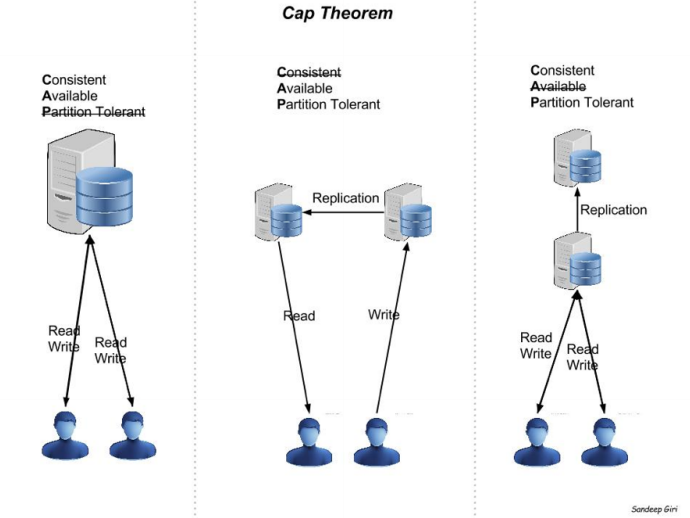 Cap Theorem
Consistent
Available
Partition Tolerant
Read
Write
Read
Write
Consistent
Available
Partition Tolerant
Replication
Read
Write
Consistent
Available
Partition Tolerant
Replication
Read
Write
Read
Write
Sandeep Giri